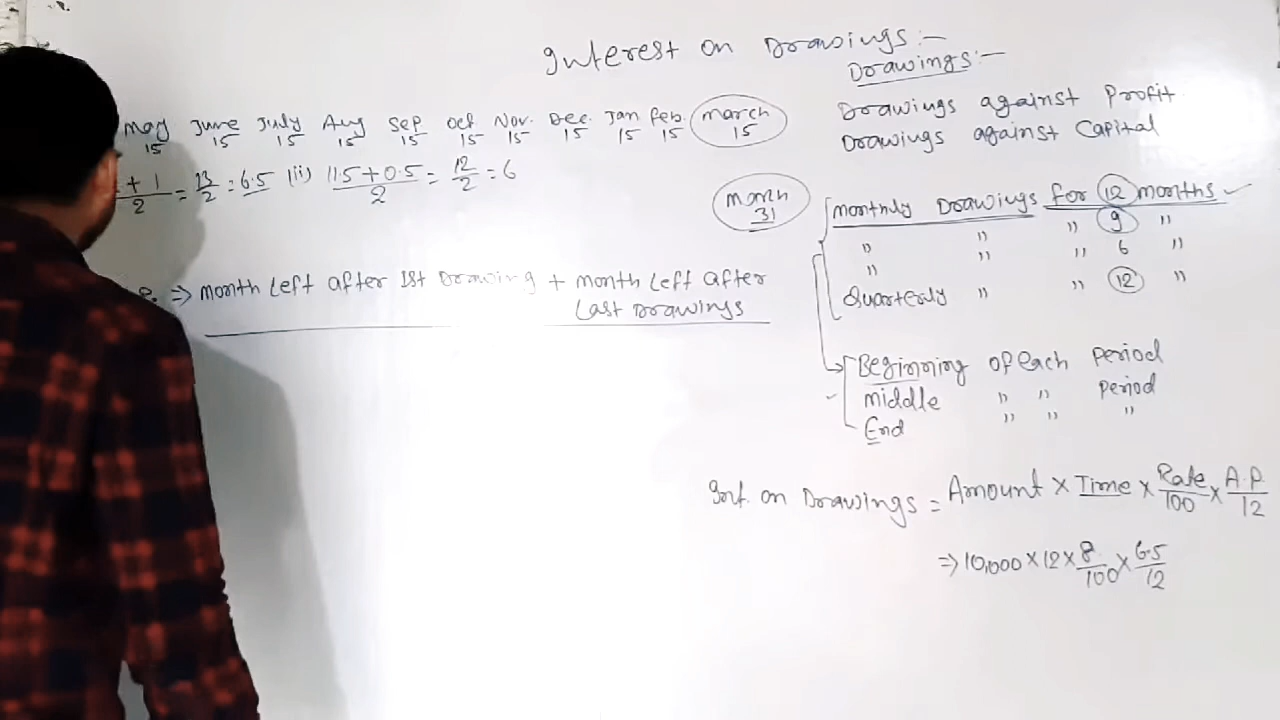 Interest on Drawings:-
Drawings:-
May June July Aug Sep Oct Nov. Dec. Jan Feb. March
15 15 15 15 15 15 15 15 15 15 15
Drawings against Profit
Drawings against Capital
+ 1 / 2 = 13/2 = 6.5 (ii) 11.5 + 0.5 / 2 = 12/2 = 6
March
31
Monthly Drawings for 12 months ✓
" " " 9 "
" " " 6 "
Quarterly " " 12 "
P. ⇒ Month Left after 1st Drawing + Month Left after
Last Drawings
Beginning of each Period
Middle " " Period
End " " "
Int. on Drawings = Amount × Time × Rate/100 × A.P./12
⇒ 10,000 × 12 × 8/100 × 6.5/12